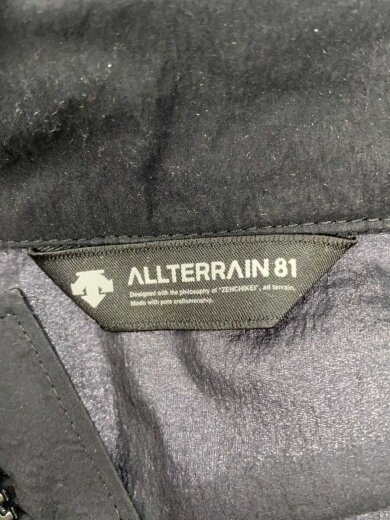 ALLTERRAIN 81
Designed with the philosophy of "ZENCHIKEI", all terrain.
Made with pure craftsmanship.